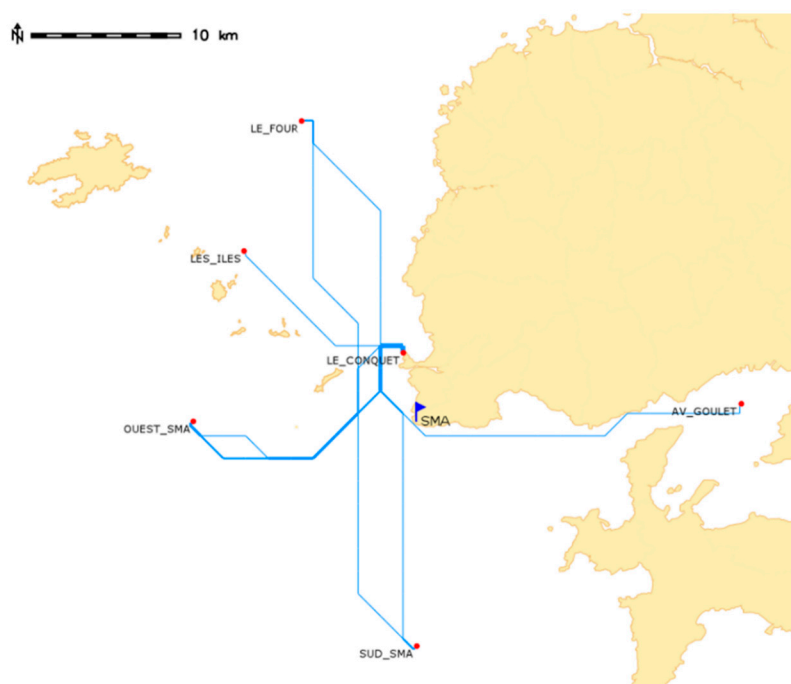 N
10 km
LE_FOUR
LES_ILES
LE_CONQUET
AV_GOULET
SMA
OUEST_SMA
SUD_SMA